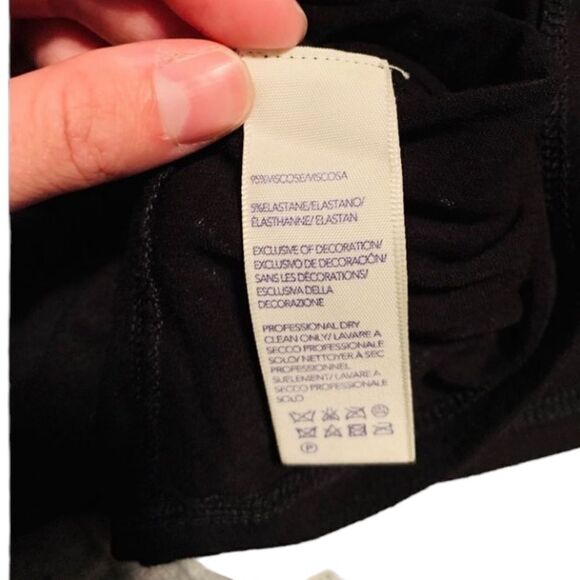 95%VISCOSE/VISCOSA
5%ELASTANE/ELASTANO/
ÉLASTHANNE/ ELASTAN
EXCLUSIVE OF DECORATION/
EXCLUSIVO DE DECORACIÓN/
SANS LES DÉCORATIONS/
ESCLUSIVA DELLA
DECORAZIONE
PROFESSIONAL DRY
CLEAN ONLY/ LAVARE A
SECCO PROFESSIONALE
SOLO/ NETTOYER À SEC
PROFESSIONNEL
SUELEMENT/ LAVARE A
SECCO PROFESSIONALE
SOLO
P